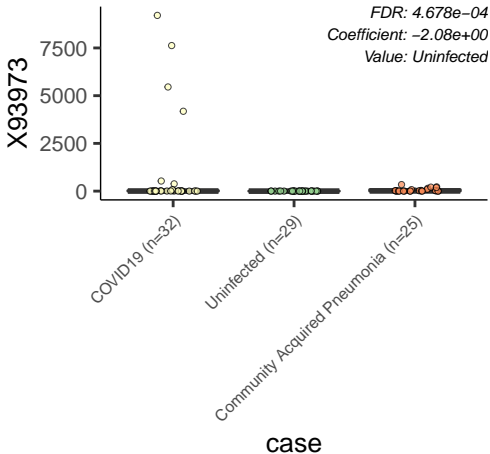 FDR: 4.678e−04
Coefficient: −2.08e+00
Value: Uninfected
X93973
7500
5000
2500
0
COVID19 (n=32)
Uninfected (n=29)
Community Acquired Pneumonia (n=25)
case